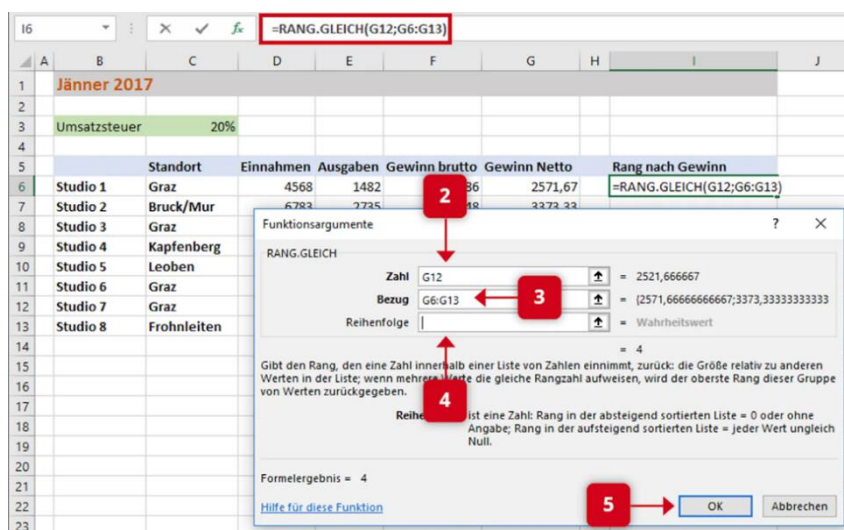 I6 fx =RANG.GLEICH(G12;G6:G13)
A B C D E F G H I J
1 Jänner 2017
2
3 Umsatzsteuer 20%
4
5 Standort Einnahmen Ausgaben Gewinn brutto Gewinn Netto Rang nach Gewinn
6 Studio 1 Graz 4568 1482 86 2571,67 =RANG.GLEICH(G12;G6:G13)
7 Studio 2 Bruck/Mur 6783 2735 48 3373,33
2
8 Studio 3 Graz
Funktionsargumente ? ×
9 Studio 4 Kapfenberg
RANG.GLEICH
10 Studio 5 Leoben
Zahl G12 = 2521,666667
11 Studio 6 Graz
Bezug G6:G13 3 = {2571,66666666667;3373,33333333333
12 Studio 7 Graz
Reihenfolge = Wahrheitswert
13 Studio 8 Frohnleiten
14
= 4
15
Gibt den Rang, den eine Zahl innerhalb einer Liste von Zahlen einnimmt, zurück: die Größe relativ zu anderen
16
Werten in der Liste; wenn mehrere Werte die gleiche Rangzahl aufweisen, wird der oberste Rang dieser Gruppe
von Werten zurückgegeben.
4
17
Reihe ist eine Zahl: Rang in der absteigend sortierten Liste = 0 oder ohne
18
Angabe; Rang in der aufsteigend sortierten Liste = jeder Wert ungleich
19
Null.
20
21
Formelergebnis = 4
22
Hilfe für diese Funktion 5 OK Abbrechen
23